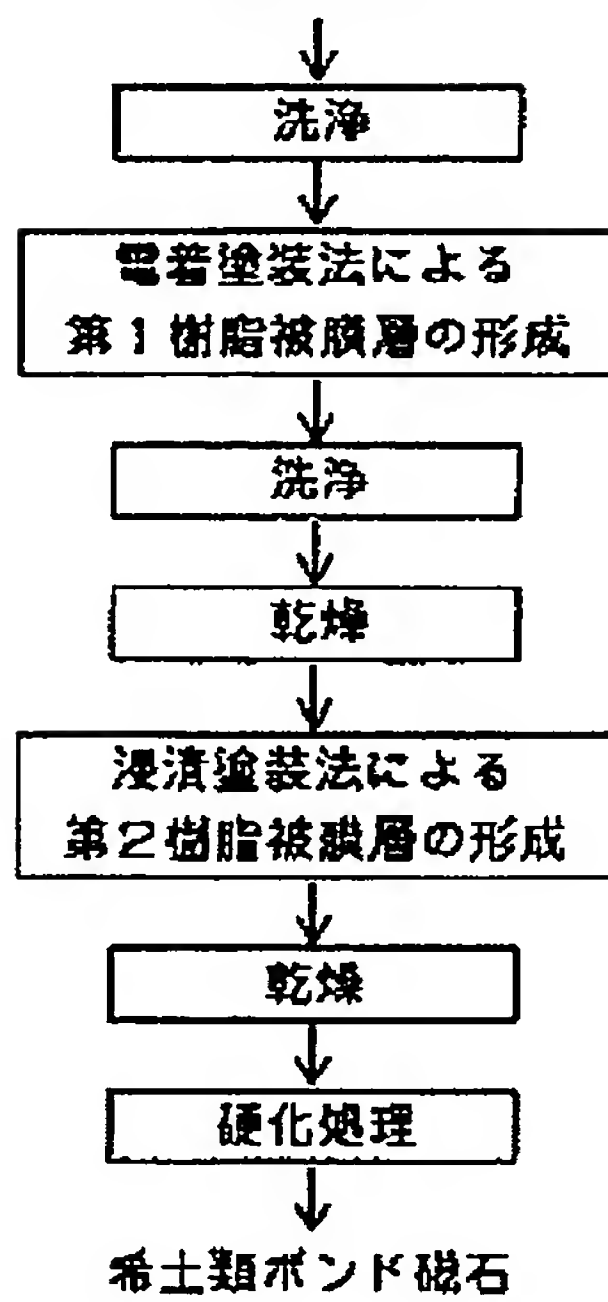 洗浄
電着塗装法による
第1樹脂被膜層の形成
洗浄
乾燥
浸漬塗装法による
第2樹脂被膜層の形成
乾燥
硬化処理
希土類ボンド磁石